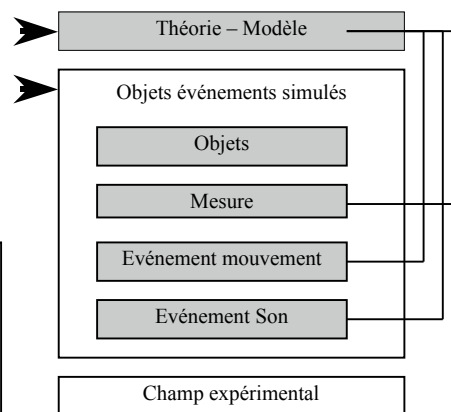 Théorie – Modèle
Objets événements simulés
Objets
Mesure
Evénement mouvement
Evénement Son
Champ expérimental